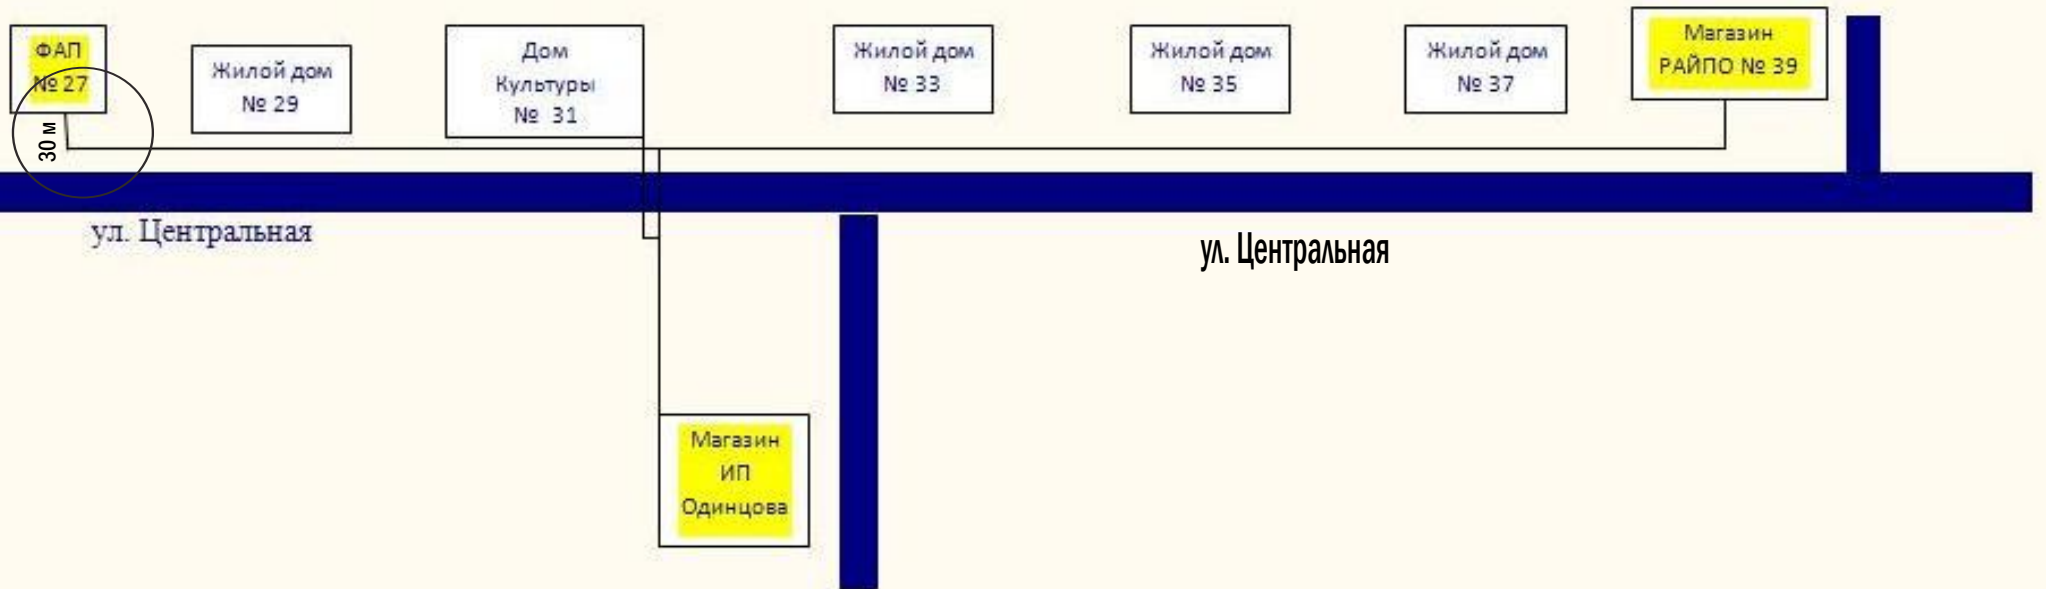 ФАП
№ 27
30 м
Жилой дом
№ 29
Дом
Культуры
№ 31
Жилой дом
№ 33
Жилой дом
№ 35
Жилой дом
№ 37
Магазин
РАЙПО № 39
ул. Центральная
ул. Центральная
Магазин
ИП
Одинцова